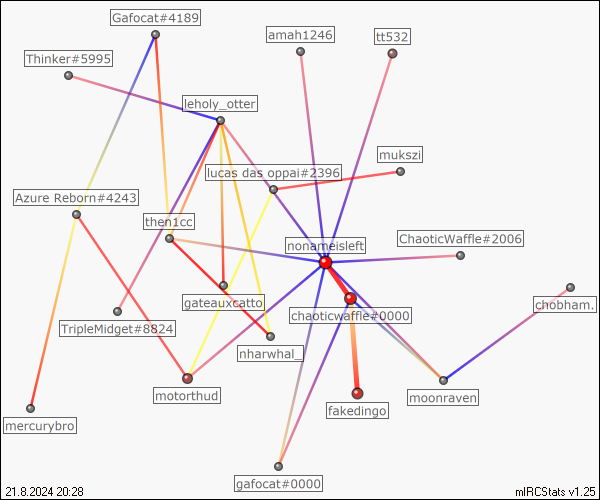 Gafocat#4189
amah1246
tt532
Thinker#5995
leholy_otter
mukszi
lucas das oppai#2396
Azure Reborn#4243
then1cc
nonameisleft
ChaoticWaffle#2006
gateauxcatto
chobham.
chaoticwaffle#0000
TripleMidget#8824
nharwhal_
motorthud
moonraven
fakedingo
mercurybro
gafocat#0000
21.8.2024 20:28
mIRCStats v1.25